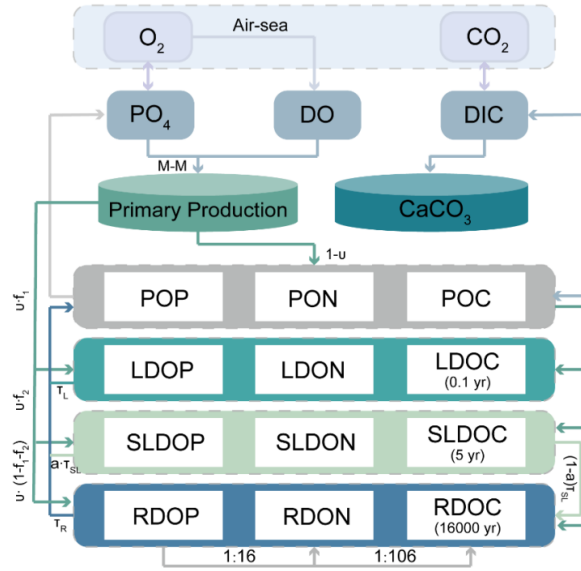 Air-sea
O₂
CO₂
PO₄
DO
DIC
M-M
Primary Production
CaCO₃
1-υ
υ·f₁
POP
PON
POC
LDOP
LDON
LDOC
(0.1 yr)
τL
υ·f₂
SLDOP
SLDON
SLDOC
(5 yr)
a·τSL
(1-a)τSL
υ· (1-f₁-f₂)
RDOP
RDON
RDOC
(16000 yr)
τR
1:16
1:106